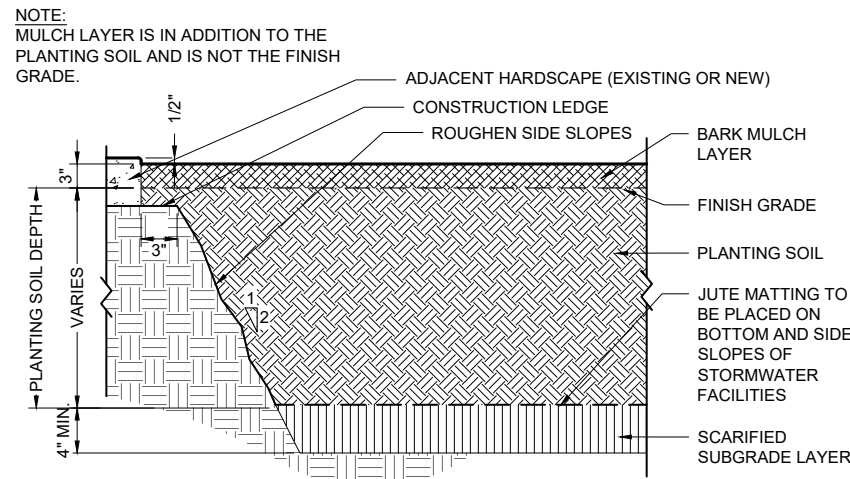 NOTE:
MULCH LAYER IS IN ADDITION TO THE
PLANTING SOIL AND IS NOT THE FINISH
GRADE.
ADJACENT HARDSCAPE (EXISTING OR NEW)
CONSTRUCTION LEDGE
ROUGHEN SIDE SLOPES
1/2"
BARK MULCH
LAYER
3"
FINISH GRADE
3"
PLANTING SOIL
PLANTING SOIL DEPTH
VARIES
1
2
JUTE MATTING TO
BE PLACED ON
BOTTOM AND SIDE
SLOPES OF
STORMWATER
FACILITIES
4" MIN.
SCARIFIED
SUBGRADE LAYER